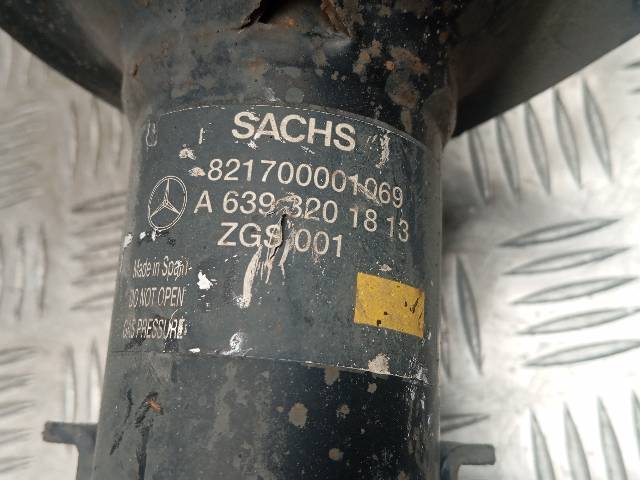 SACHS
821700001069
A 639 320 18 13
ZGS 001
Made in Spain
DO NOT OPEN
GAS PRESSURE